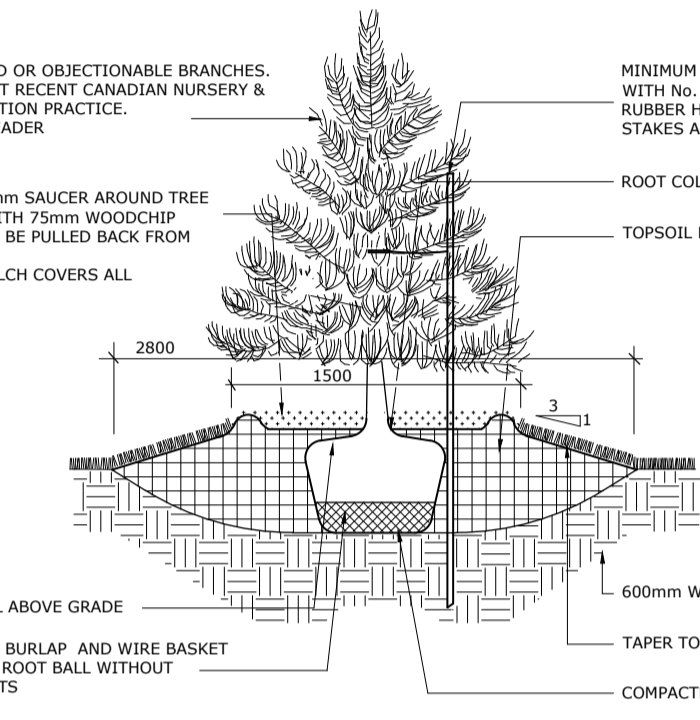 D OR OBJECTIONABLE BRANCHES.
T RECENT CANADIAN NURSERY &
TION PRACTICE.
EADER
mm SAUCER AROUND TREE
WITH 75mm WOODCHIP
BE PULLED BACK FROM
LCH COVERS ALL
MINIMUM
WITH No.
RUBBER H
STAKES A
ROOT COL
TOPSOIL
2800
1500
3
1
L ABOVE GRADE
BURLAP AND WIRE BASKET
ROOT BALL WITHOUT
TS
600mm W
TAPER TO
COMPACT